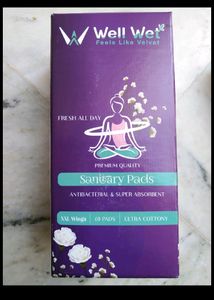 Well Wet
Feels Like Velvet
FRESH ALL DAY
PREMIUM QUALITY
Sanitary Pads
ANTIBACTERIAL & SUPER ABSORBENT
XXL Wings
40 PADS
ULTRA COTTONY